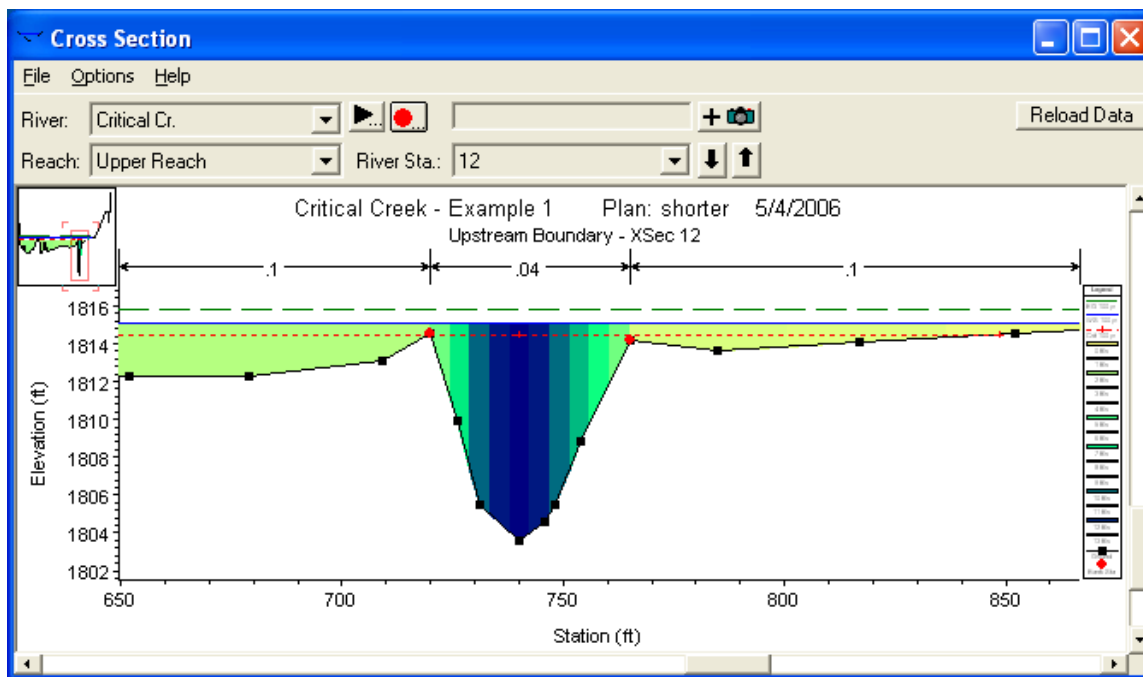 Cross Section
File Options Help
River: Critical Cr. Reload Data
Reach: Upper Reach River Sta.: 12
Critical Creek - Example 1 Plan: shorter 5/4/2006
Upstream Boundary - XSec 12
.1 .04 .1
Legend
1816
1814
1812
1810
1808
1806
1804
1802
Elevation (ft)
650 700 750 800 850
Station (ft)